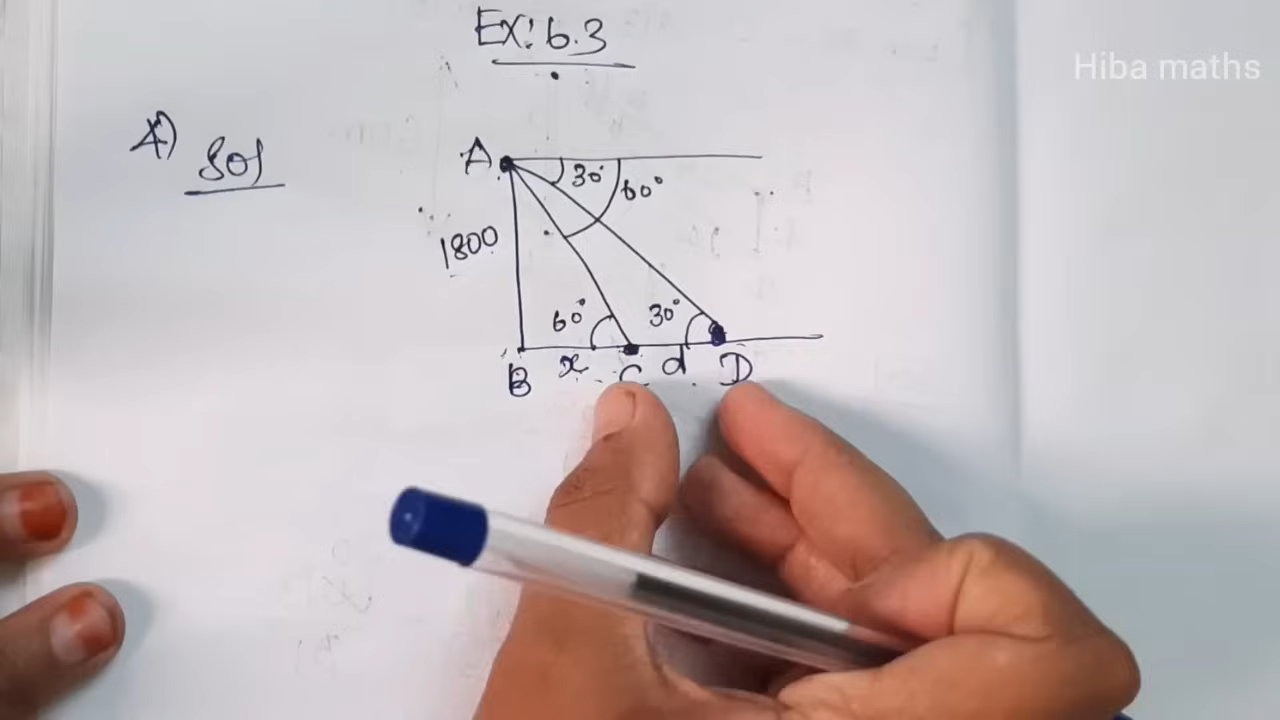 Ex: 6.3
Hiba maths
4) Sol
A 30° 60°
1800
60° 30°
B x C d D